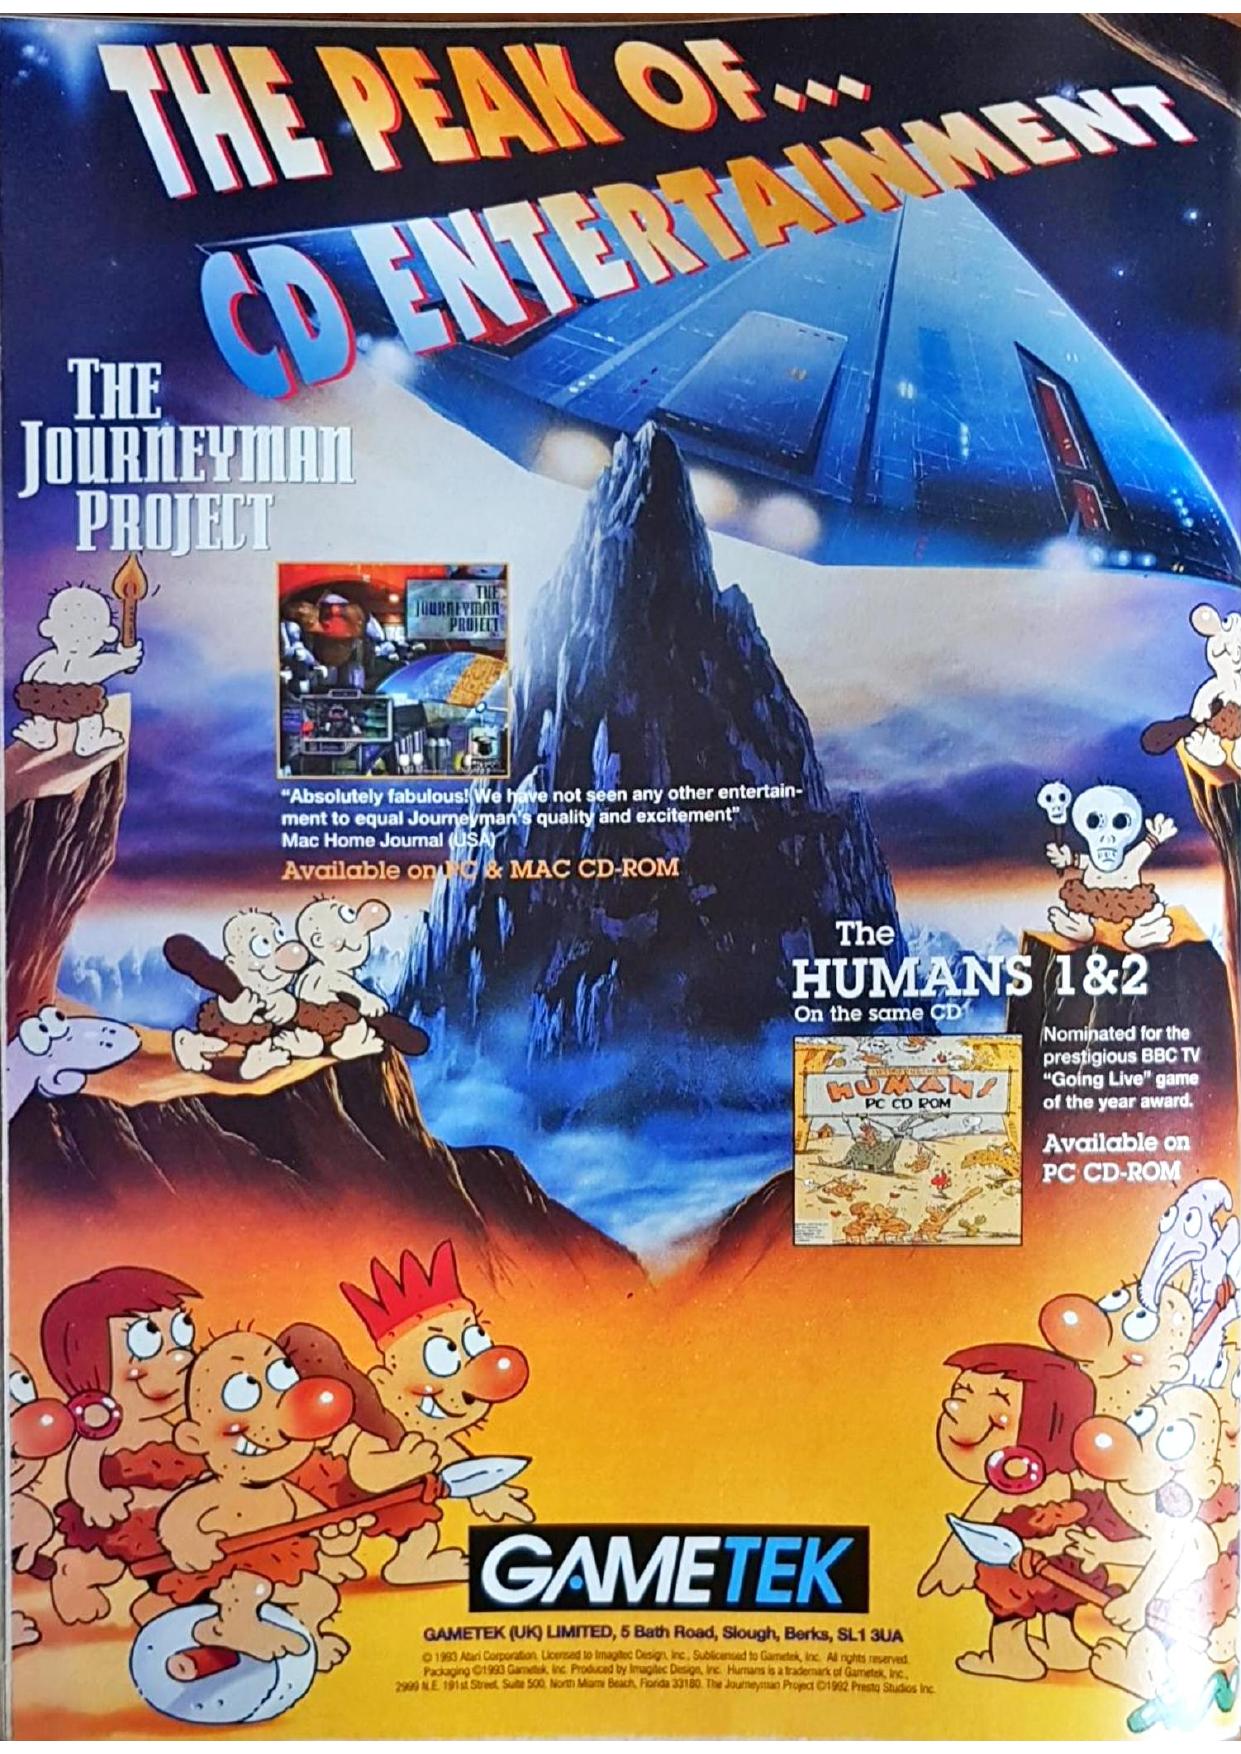 THE PEAK OF...
CD ENTERTAINMENT
THE
JOURNEYMAN
PROJECT
THE
JOURNEYMAN
PROJECT
"Absolutely fabulous! We have not seen any other entertain-
ment to equal Journeyman's quality and excitement"
Mac Home Journal (USA)
Available on PC & MAC CD-ROM
The
HUMANS 1&2
On the same CD
HUMANS
PC CD ROM
Nominated for the
prestigious BBC TV
"Going Live" game
of the year award.
Available on
PC CD-ROM
GAMETEK
GAMETEK (UK) LIMITED, 5 Bath Road, Slough, Berks, SL1 3UA
© 1993 Atari Corporation. Licensed to Imagitec Design, Inc., Sublicensed to Gametek, Inc. All rights reserved.
Packaging ©1993 Gametek, Inc. Produced by Imagitec Design, Inc. Humans is a trademark of Gametek, Inc.,
2999 N.E. 191st Street, Suite 500, North Miami Beach, Florida 33180. The Journeyman Project ©1992 Presto Studios Inc.